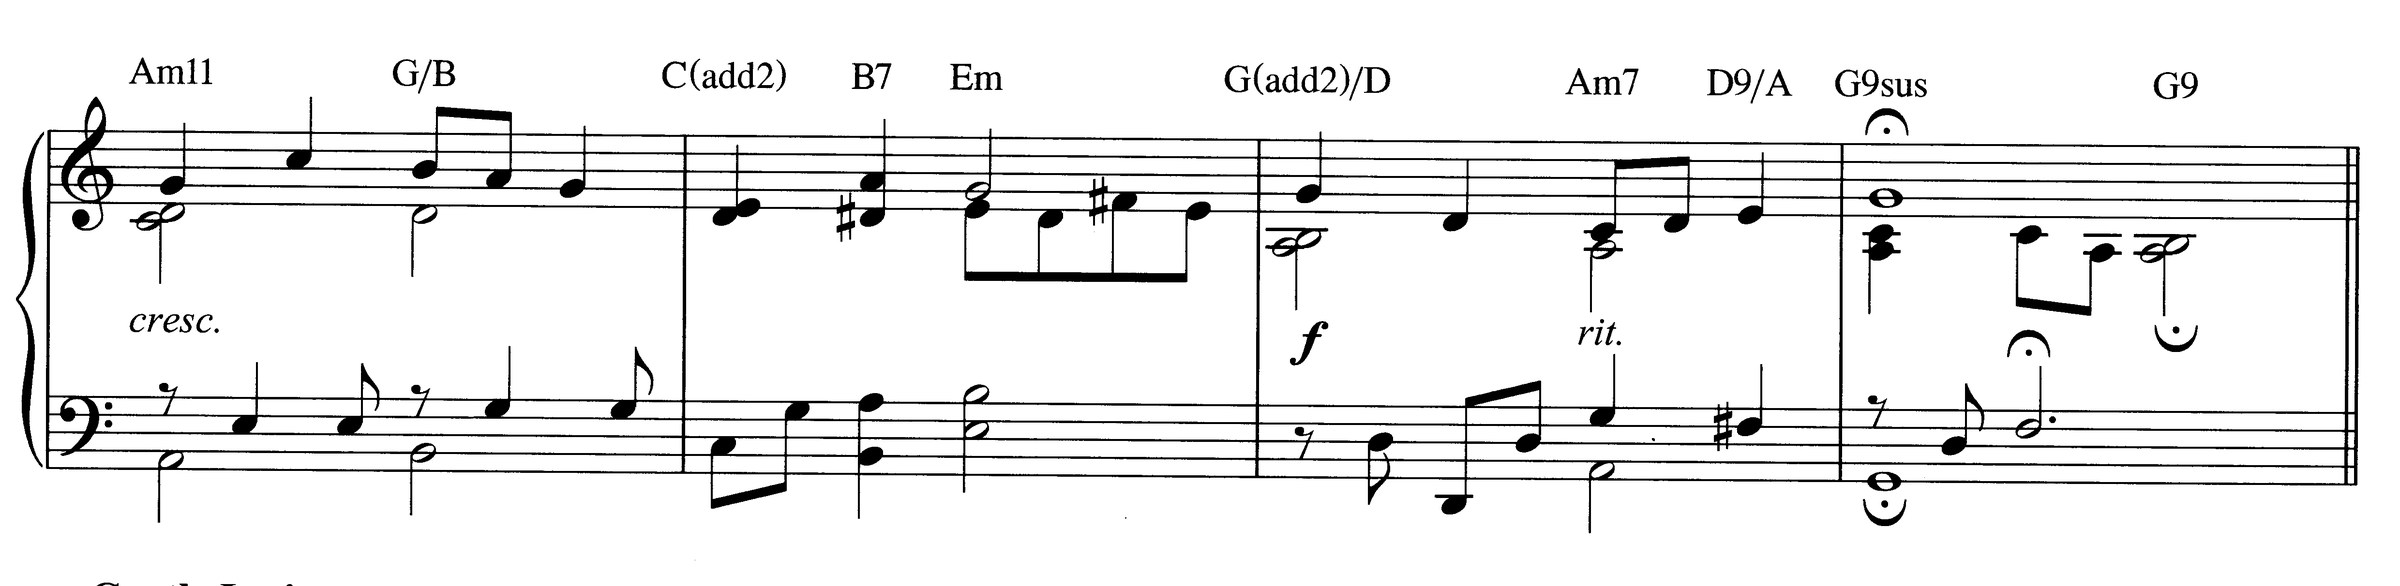 Am11 G/B C(add2) B7 Em G(add2)/D Am7 D9/A G9sus G9
cresc. f rit.